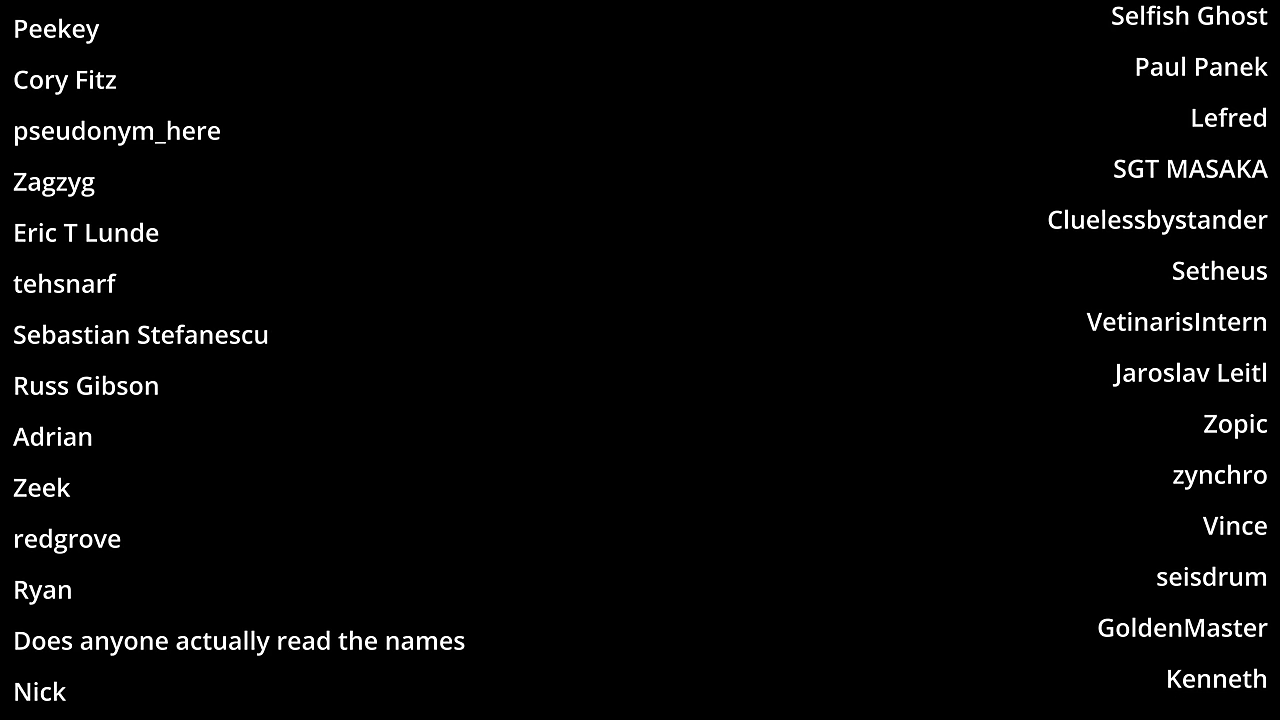 Peekey
Cory Fitz
pseudonym_here
Zagzyg
Eric T Lunde
tehsnarf
Sebastian Stefanescu
Russ Gibson
Adrian
Zeek
redgrove
Ryan
Does anyone actually read the names
Nick
Selfish Ghost
Paul Panek
Lefred
SGT MASAKA
Cluelessbystander
Setheus
VetinarisIntern
Jaroslav Leitl
Zopic
zynchro
Vince
seisdrum
GoldenMaster
Kenneth